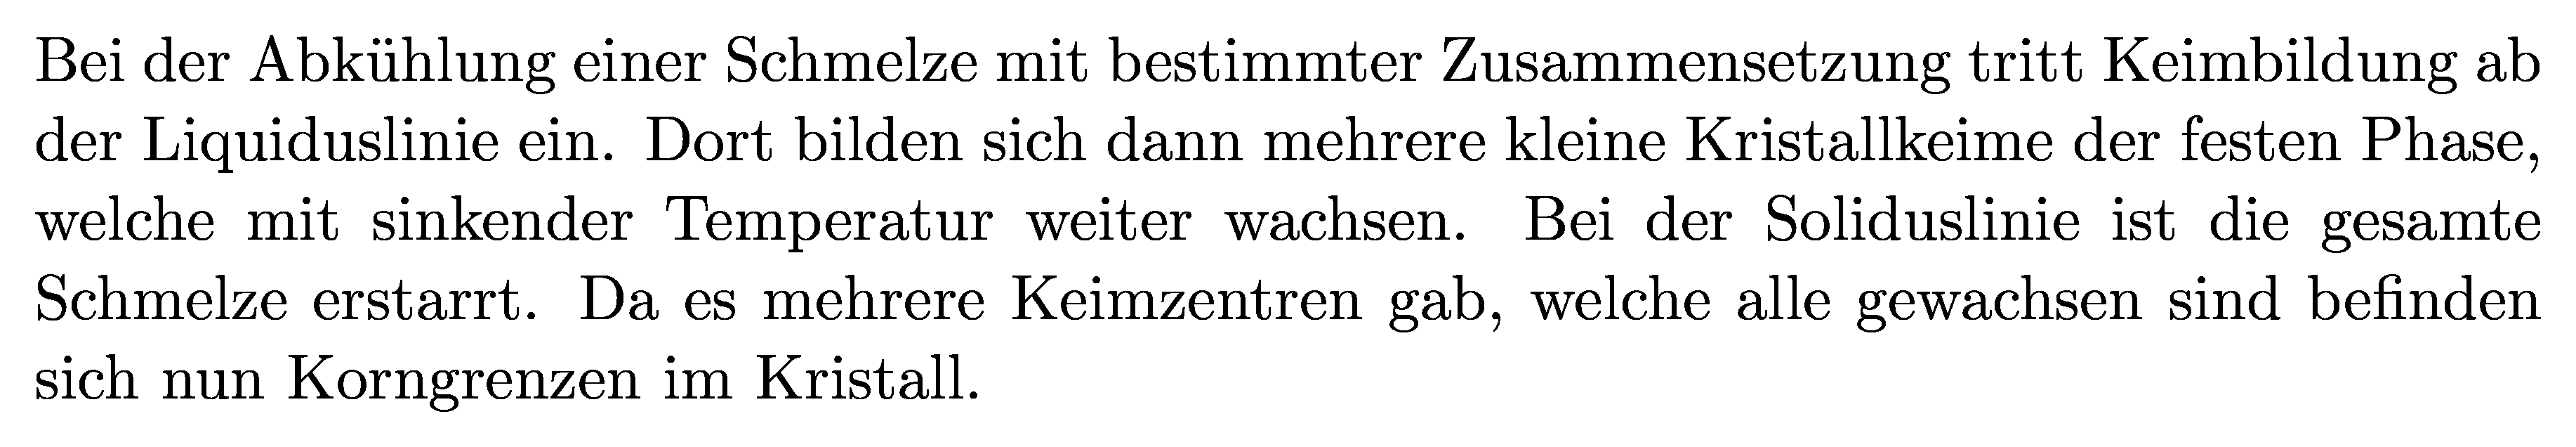 Bei der Abkühlung einer Schmelze mit bestimmter Zusammensetzung tritt Keimbildung ab
der Liquiduslinie ein. Dort bilden sich dann mehrere kleine Kristallkeime der festen Phase,
welche mit sinkender Temperatur weiter wachsen. Bei der Soliduslinie ist die gesamte
Schmelze erstarrt. Da es mehrere Keimzentren gab, welche alle gewachsen sind befinden
sich nun Korngrenzen im Kristall.